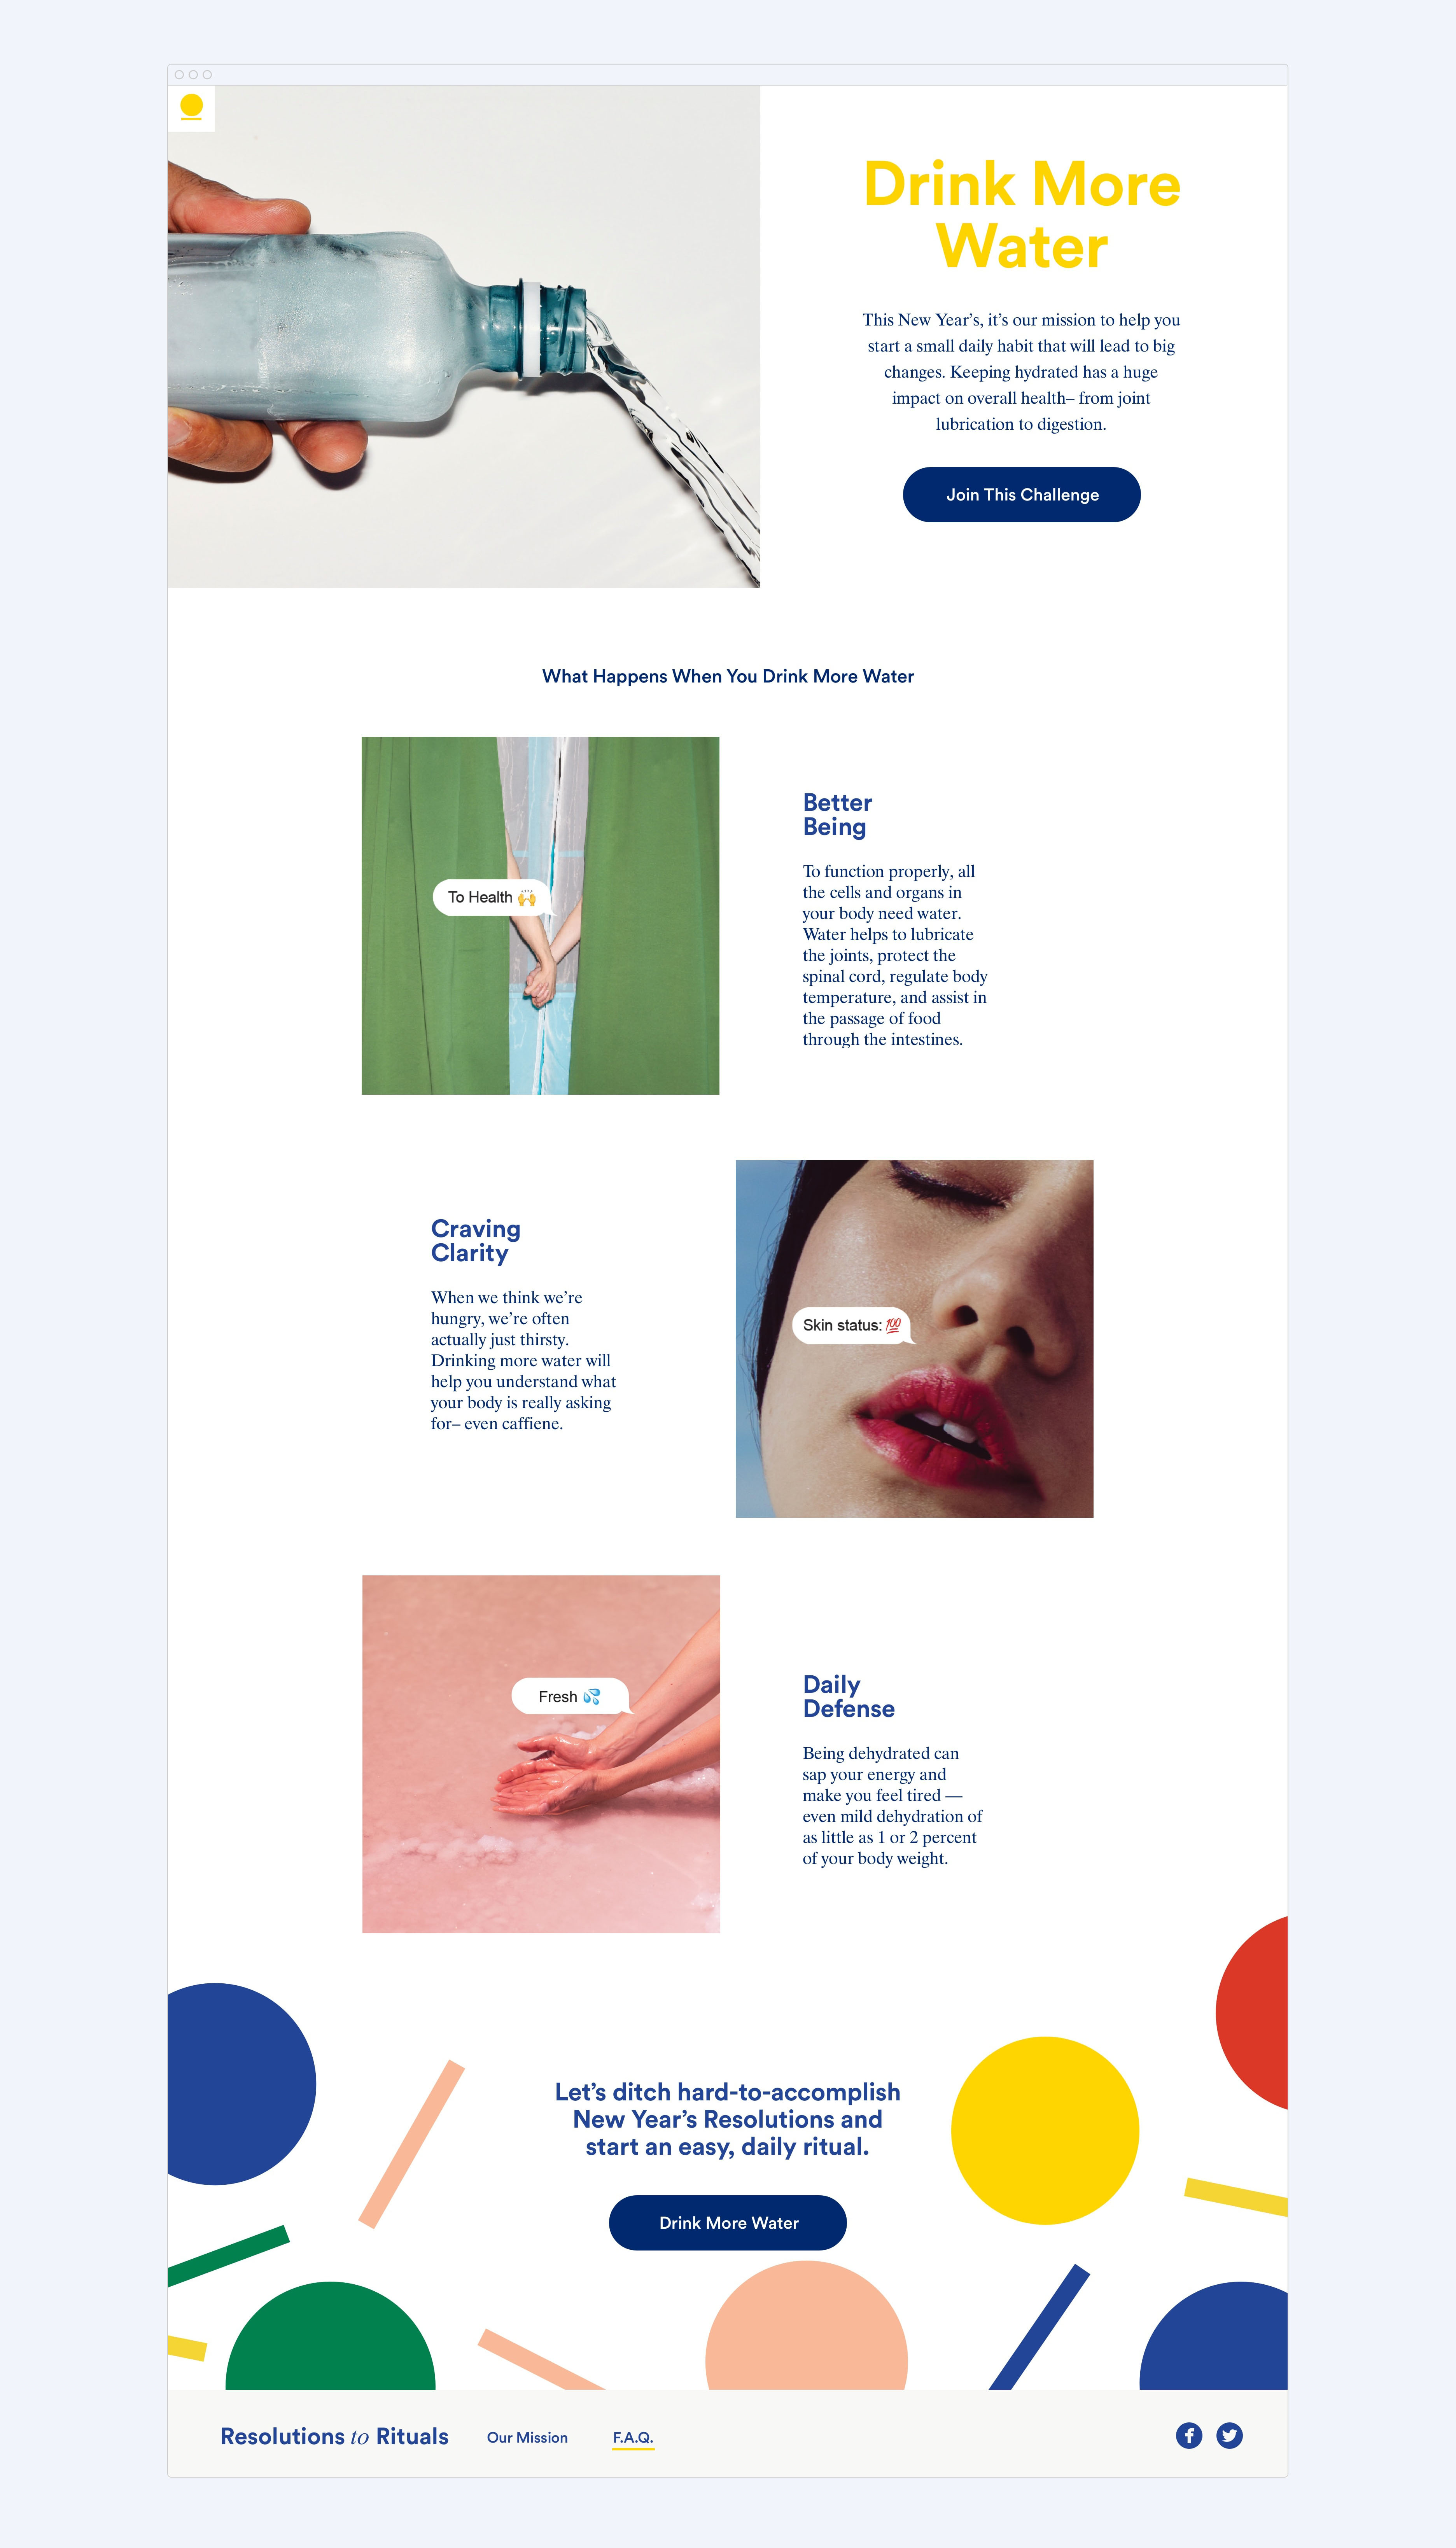 Drink More
Water
This New Year’s, it’s our mission to help you
start a small daily habit that will lead to big
changes. Keeping hydrated has a huge
impact on overall health– from joint
lubrication to digestion.
Join This Challenge
What Happens When You Drink More Water
To Health 🙌
Better
Being
To function properly, all
the cells and organs in
your body need water.
Water helps to lubricate
the joints, protect the
spinal cord, regulate body
temperature, and assist in
the passage of food
through the intestines.
Craving
Clarity
When we think we’re
hungry, we’re often
actually just thirsty.
Drinking more water will
help you understand what
your body is really asking
for– even caffiene.
Skin status: 💯
Fresh 💦
Daily
Defense
Being dehydrated can
sap your energy and
make you feel tired —
even mild dehydration of
as little as 1 or 2 percent
of your body weight.
Let’s ditch hard-to-accomplish
New Year’s Resolutions and
start an easy, daily ritual.
Drink More Water
Resolutions to Rituals
Our Mission
F.A.Q.